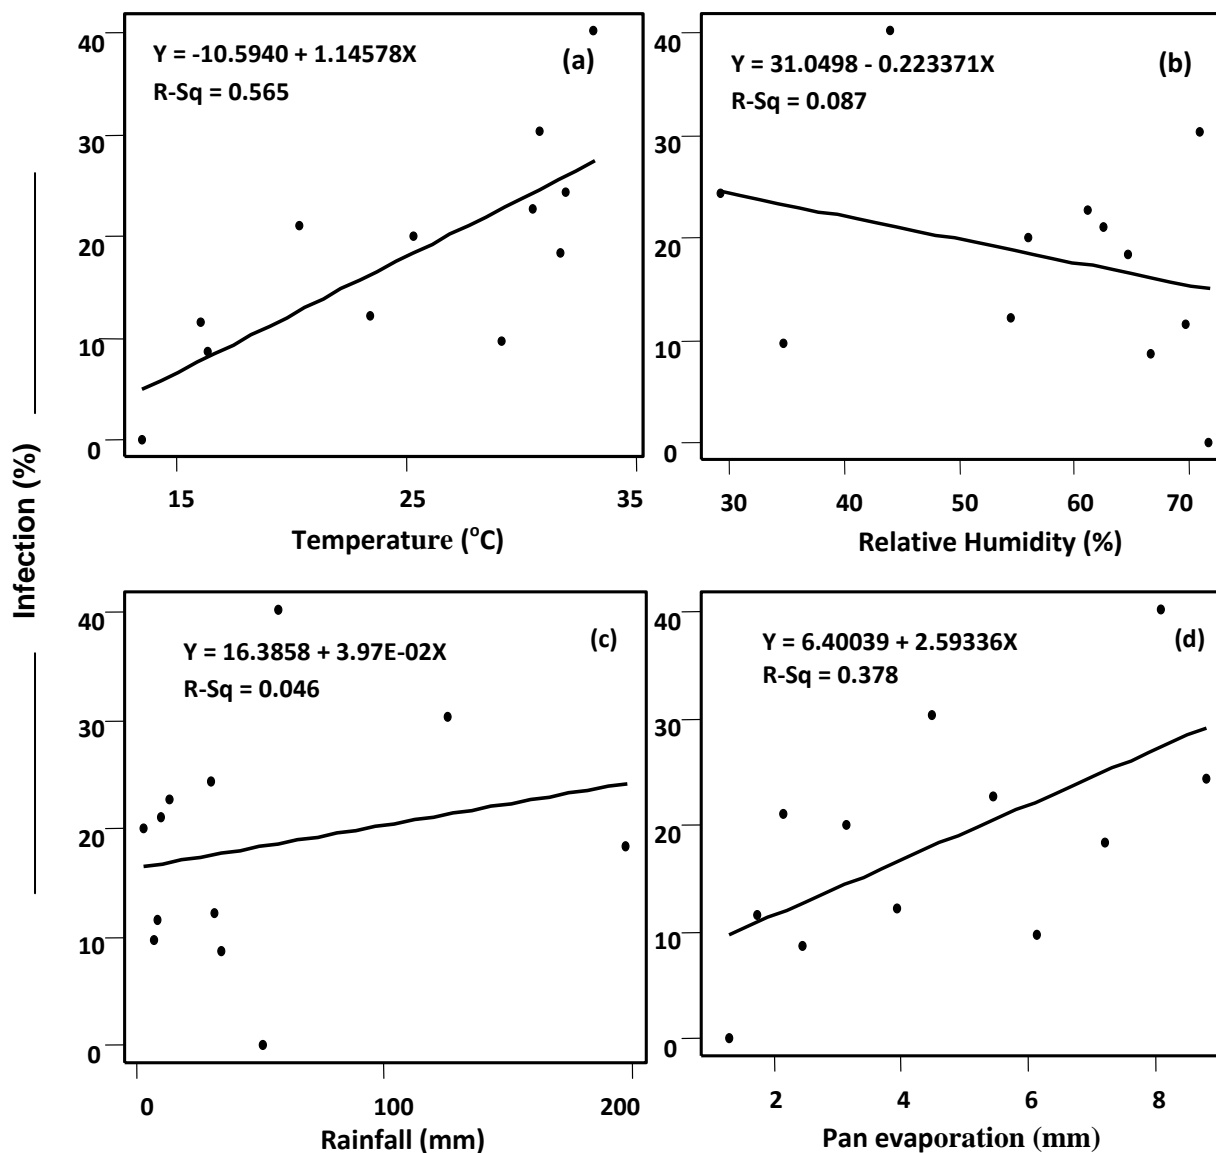 Infection (%)
Y = -10.5940 + 1.14578X
R-Sq = 0.565
(a)
40
30
20
10
0
15 25 35
Temperature (°C)
Y = 31.0498 - 0.223371X
R-Sq = 0.087
(b)
40
30
20
10
0
30 40 50 60 70
Relative Humidity (%)
Y = 16.3858 + 3.97E-02X
R-Sq = 0.046
(c)
40
30
20
10
0
0 100 200
Rainfall (mm)
Y = 6.40039 + 2.59336X
R-Sq = 0.378
(d)
40
30
20
10
0
2 4 6 8
Pan evaporation (mm)